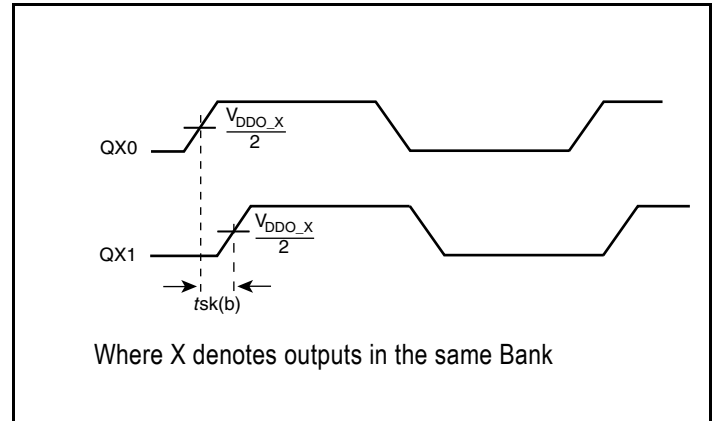 QX0
V_DDO_X
2
QX1
V_DDO_X
2
tsk(b)
Where X denotes outputs in the same Bank